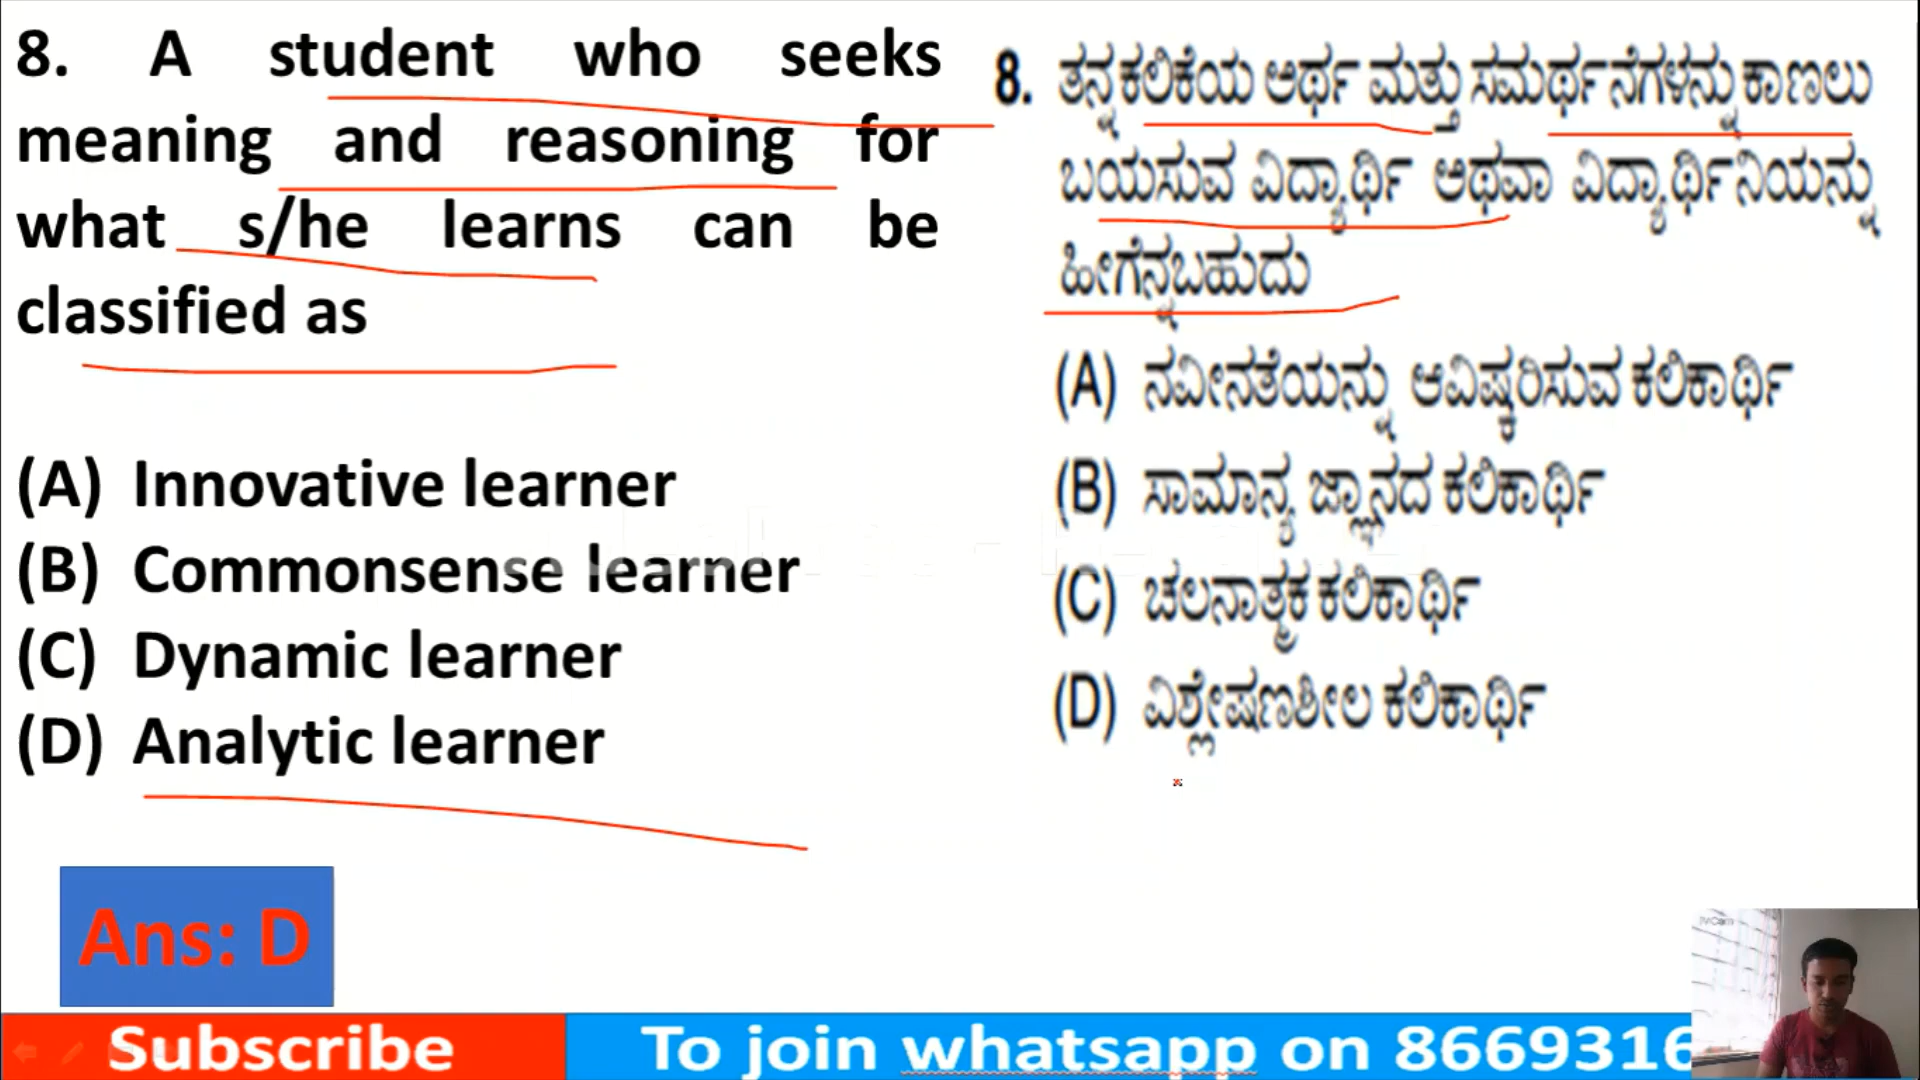 8. A student who seeks
meaning and reasoning for
what s/he learns can be
classified as
(A) Innovative learner
(B) Commonsense learner
(C) Dynamic learner
(D) Analytic learner
Ans: D
8. ತನ್ನ ಕಲಿಕೆಯ ಅರ್ಥ ಮತ್ತು ಸಮರ್ಥನೆಗಳನ್ನು ಕಾಣಲು
ಬಯಸುವ ವಿದ್ಯಾರ್ಥಿ ಅಥವಾ ವಿದ್ಯಾರ್ಥಿನಿಯನ್ನು
ಹೀಗೆನ್ನಬಹುದು
(A) ನವೀನತೆಯನ್ನು ಆವಿಷ್ಕರಿಸುವ ಕಲಿಕಾರ್ಥಿ
(B) ಸಾಮಾನ್ಯ ಜ್ಞಾನದ ಕಲಿಕಾರ್ಥಿ
(C) ಚಲನಾತ್ಮಕ ಕಲಿಕಾರ್ಥಿ
(D) ವಿಶ್ಲೇಷಣಶೀಲ ಕಲಿಕಾರ್ಥಿ
Subscribe
To join whatsapp on 8669316